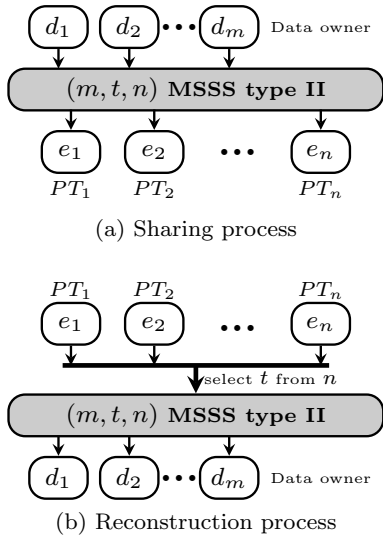 d₁ d₂ ••• dₘ Data owner
(m, t, n) MSSS type II
e₁ e₂ ••• eₙ
PT₁ PT₂ PTₙ
(a) Sharing process
PT₁ PT₂ PTₙ
e₁ e₂ ••• eₙ
select t from n
(m, t, n) MSSS type II
d₁ d₂ ••• dₘ Data owner
(b) Reconstruction process